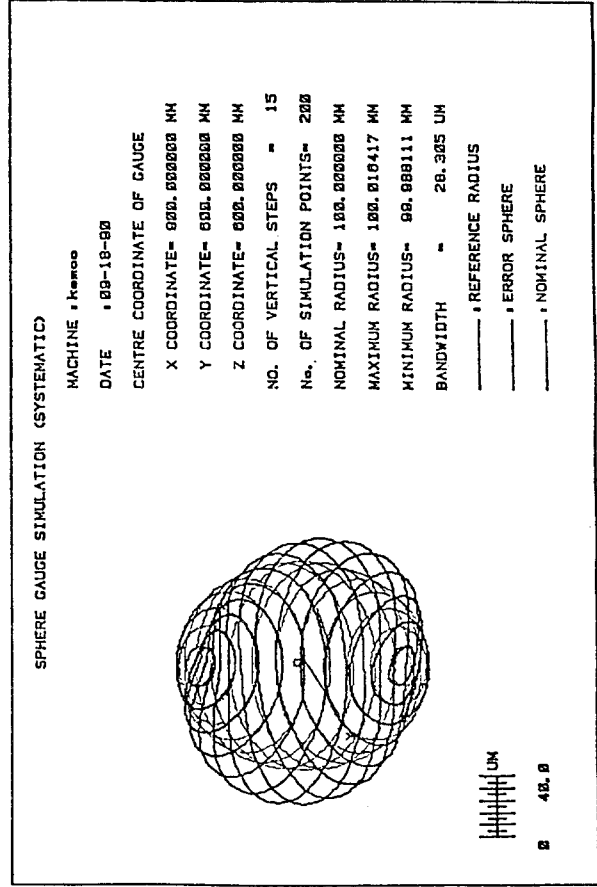 SPHERE GAUGE SIMULATION (SYSTEMATIC)
MACHINE :
DATE : 09-18-90
CENTRE COORDINATE OF GAUGE
X COORDINATE= 900.000000 MM
Y COORDINATE= 600.000000 MM
Z COORDINATE= 600.000000 MM
NO. OF VERTICAL STEPS = 15
No. OF SIMULATION POINTS= 200
NOMINAL RADIUS= 100.000000 MM
MAXIMUM RADIUS= 100.016417 MM
MINIMUM RADIUS= 99.988111 MM
BANDWIDTH = 28.305 UM
: REFERENCE RADIUS
: ERROR SPHERE
: NOMINAL SPHERE
UM
0 40.0